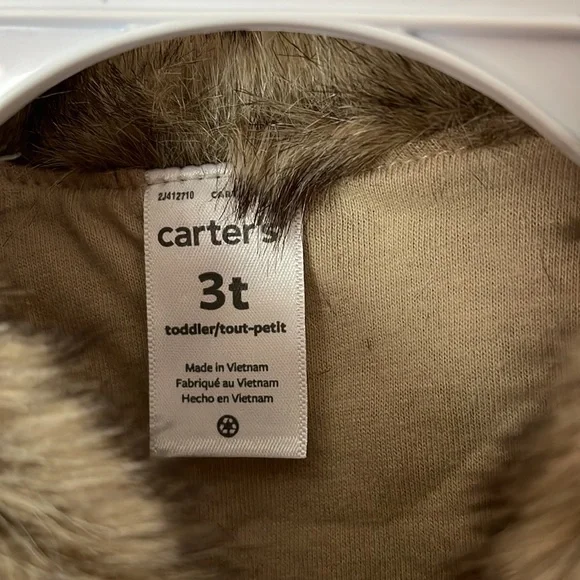 2J412710
carter's
3t
toddler/tout-petit
Made in Vietnam
Fabriqué au Vietnam
Hecho en Vietnam